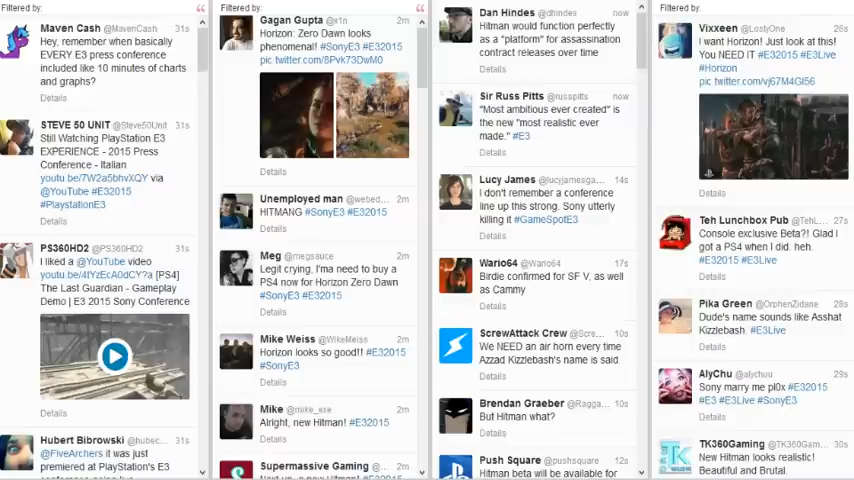 Filtered by:
Maven Cash @MavenCash 31s
Hey, remember when basically
EVERY E3 press conference
included like 10 minutes of charts
and graphs?
Details
STEVE 50 UNIT @Steve50Unit 31s
Still Watching PlayStation E3
EXPERIENCE - 2015 Press
Conference - Italian
youtu.be/7W2a5bhvXQY via
@YouTube #E32015
#PlaystationE3
Details
PS360HD2 @PS360HD2 31s
I liked a @YouTube video
youtu.be/4IYzEcA0dCY?a [PS4]
The Last Guardian - Gameplay
Demo | E3 2015 Sony Conference
Details
Hubert Bibrowski @hubec... 31s
@FiveArchers it was just
premiered at PlayStation's E3
Filtered by:
Gagan Gupta @x1n 2m
Horizon: Zero Dawn looks
phenomenal! #SonyE3 #E32015
pic.twitter.com/8Pvk73DwM0
Details
Unemployed man @webed... 2m
HITMANG #SonyE3 #E32015
Details
Meg @megsauce 2m
Legit crying, I'ma need to buy a
PS4 now for Horizon Zero Dawn
#SonyE3 #E32015
Details
Mike Weiss @WikeMeiss 2m
Horizon looks so good!! #E32015
#SonyE3
Details
Mike @mike_exe 2m
Alright, new Hitman! #E32015
Details
Supermassive Gaming @... 2m
Dan Hindes @dhindes now
Hitman would function perfectly
as a "platform" for assassination
contract releases over time
Details
Sir Russ Pitts @russpitts now
"Most ambitious ever created" is
the new "most realistic ever
made." #E3
Details
Lucy James @lucyjamesga... 14s
I don't remember a conference
line up this strong. Sony utterly
killing it #GameSpotE3
Details
Wario64 @Wario64 17s
Birdie confirmed for SF V, as well
as Cammy
Details
ScrewAttack Crew @Scre... 10s
We NEED an air horn every time
Azzad Kizzlebash's name is said.
Details
Brendan Graeber @Ragga... 10s
But Hitman what?
Details
Push Square @pushsquare 12s
Hitman beta will be available for
Filtered by:
Vixxeen @LostyOne 26s
I want Horizon! Just look at this!
You NEED IT #E32015 #E3Live
#Horizon
pic.twitter.com/vj67M4GI56
Details
Teh Lunchbox Pub @TehL... 27s
Console exclusive Beta?! Glad I
got a PS4 when I did. heh.
#E32015 #E3Live
Details
Pika Green @OrphenZidane 28s
Dude's name sounds like Asshat
Kizzlebash. #E3Live
Details
AlyChu @alychuu 29s
Sony marry me pl0x #E32015
#E3 #E3Live #SonyE3
Details
TK360Gaming @TK360Gam... 30s
New Hitman looks realistic!
Beautiful and Brutal.